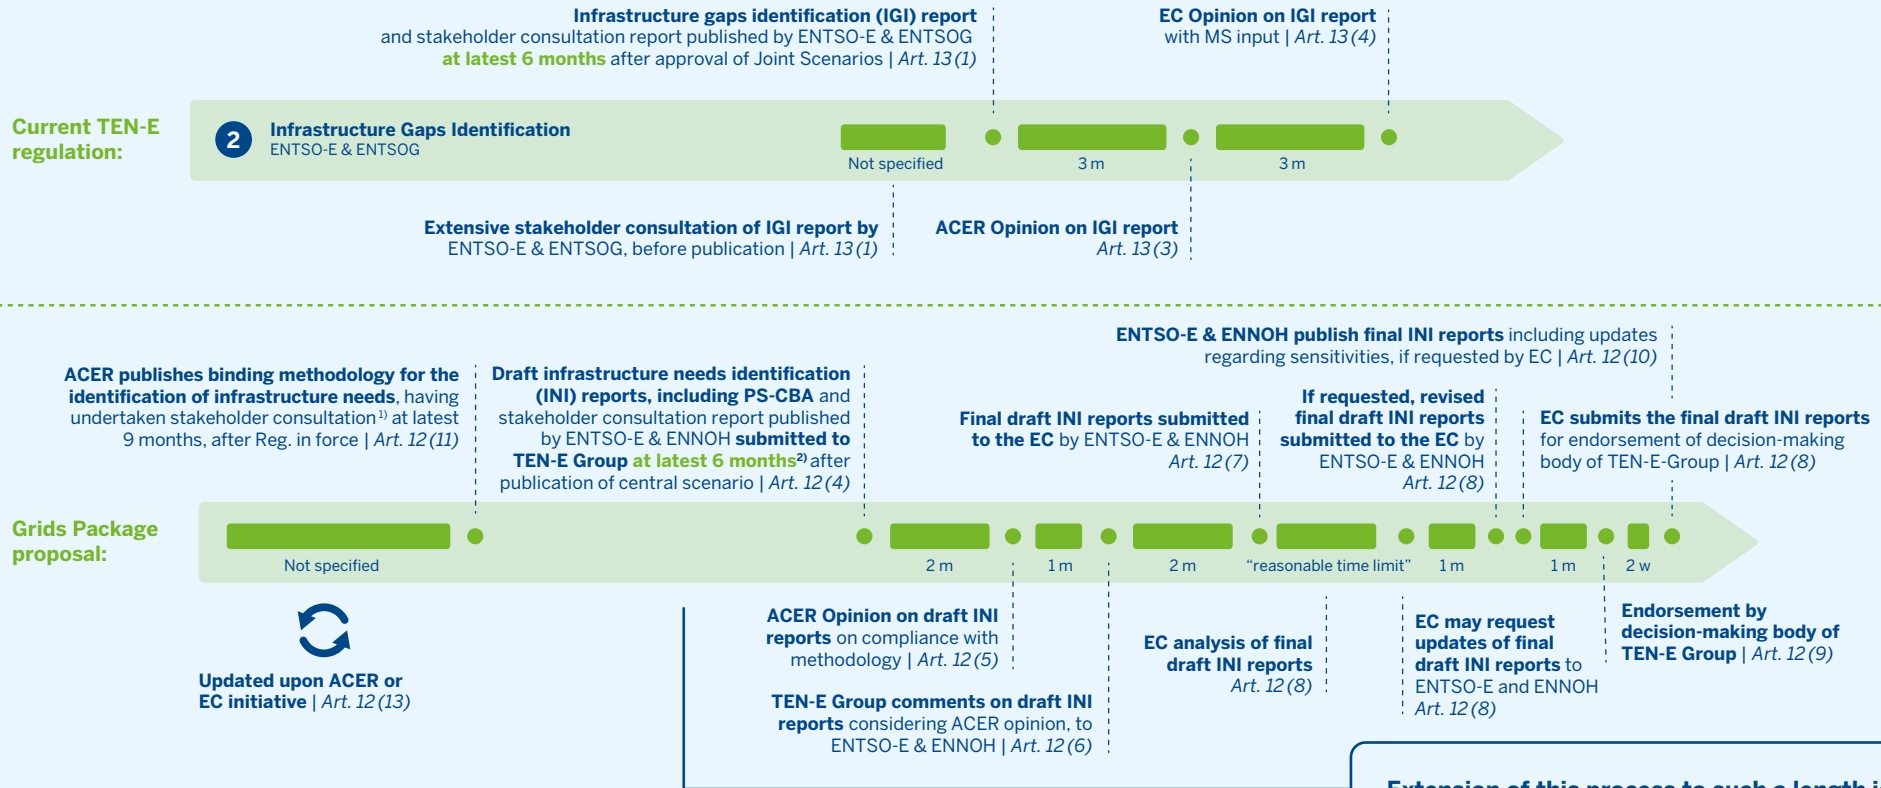 Infrastructure gaps identification (IGI) report
and stakeholder consultation report published by ENTSO-E & ENTSOG
at latest 6 months after approval of Joint Scenarios | Art. 13 (1)
EC Opinion on IGI report
with MS input | Art. 13 (4)
Current TEN-E
regulation:
2
Infrastructure Gaps Identification
ENTSO-E & ENTSOG
Not specified
3 m
3 m
Extensive stakeholder consultation of IGI report by
ENTSO-E & ENTSOG, before publication | Art. 13 (1)
ACER Opinion on IGI report
Art. 13 (3)
ACER publishes binding methodology for the
identification of infrastructure needs, having
undertaken stakeholder consultation 1) at latest
9 months, after Reg. in force | Art. 12 (11)
Draft infrastructure needs identification
(INI) reports, including PS-CBA and
stakeholder consultation report published
by ENTSO-E & ENNOH submitted to
TEN-E Group at latest 6 months 2) after
publication of central scenario | Art. 12 (4)
Final draft INI reports submitted
to the EC by ENTSO-E & ENNOH
Art. 12 (7)
ENTSO-E & ENNOH publish final INI reports including updates
regarding sensitivities, if requested by EC | Art. 12 (10)
If requested, revised
final draft INI reports
submitted to the EC by
ENTSO-E & ENNOH
Art. 12 (8)
EC submits the final draft INI reports
for endorsement of decision-making
body of TEN-E-Group | Art. 12 (8)
Grids Package
proposal:
Not specified
2 m
1 m
2 m
“reasonable time limit”
1 m
1 m
2 w
Updated upon ACER or
EC initiative | Art. 12 (13)
ACER Opinion on draft INI
reports on compliance with
methodology | Art. 12 (5)
TEN-E Group comments on draft INI
reports considering ACER opinion, to
ENTSO-E & ENNOH | Art. 12 (6)
EC analysis of final
draft INI reports
Art. 12 (8)
EC may request
updates of final
draft INI reports to
ENTSO-E and ENNOH
Art. 12 (8)
Endorsement by
decision-making body of
TEN-E Group | Art. 12 (9)
Extension of this process to such a length i